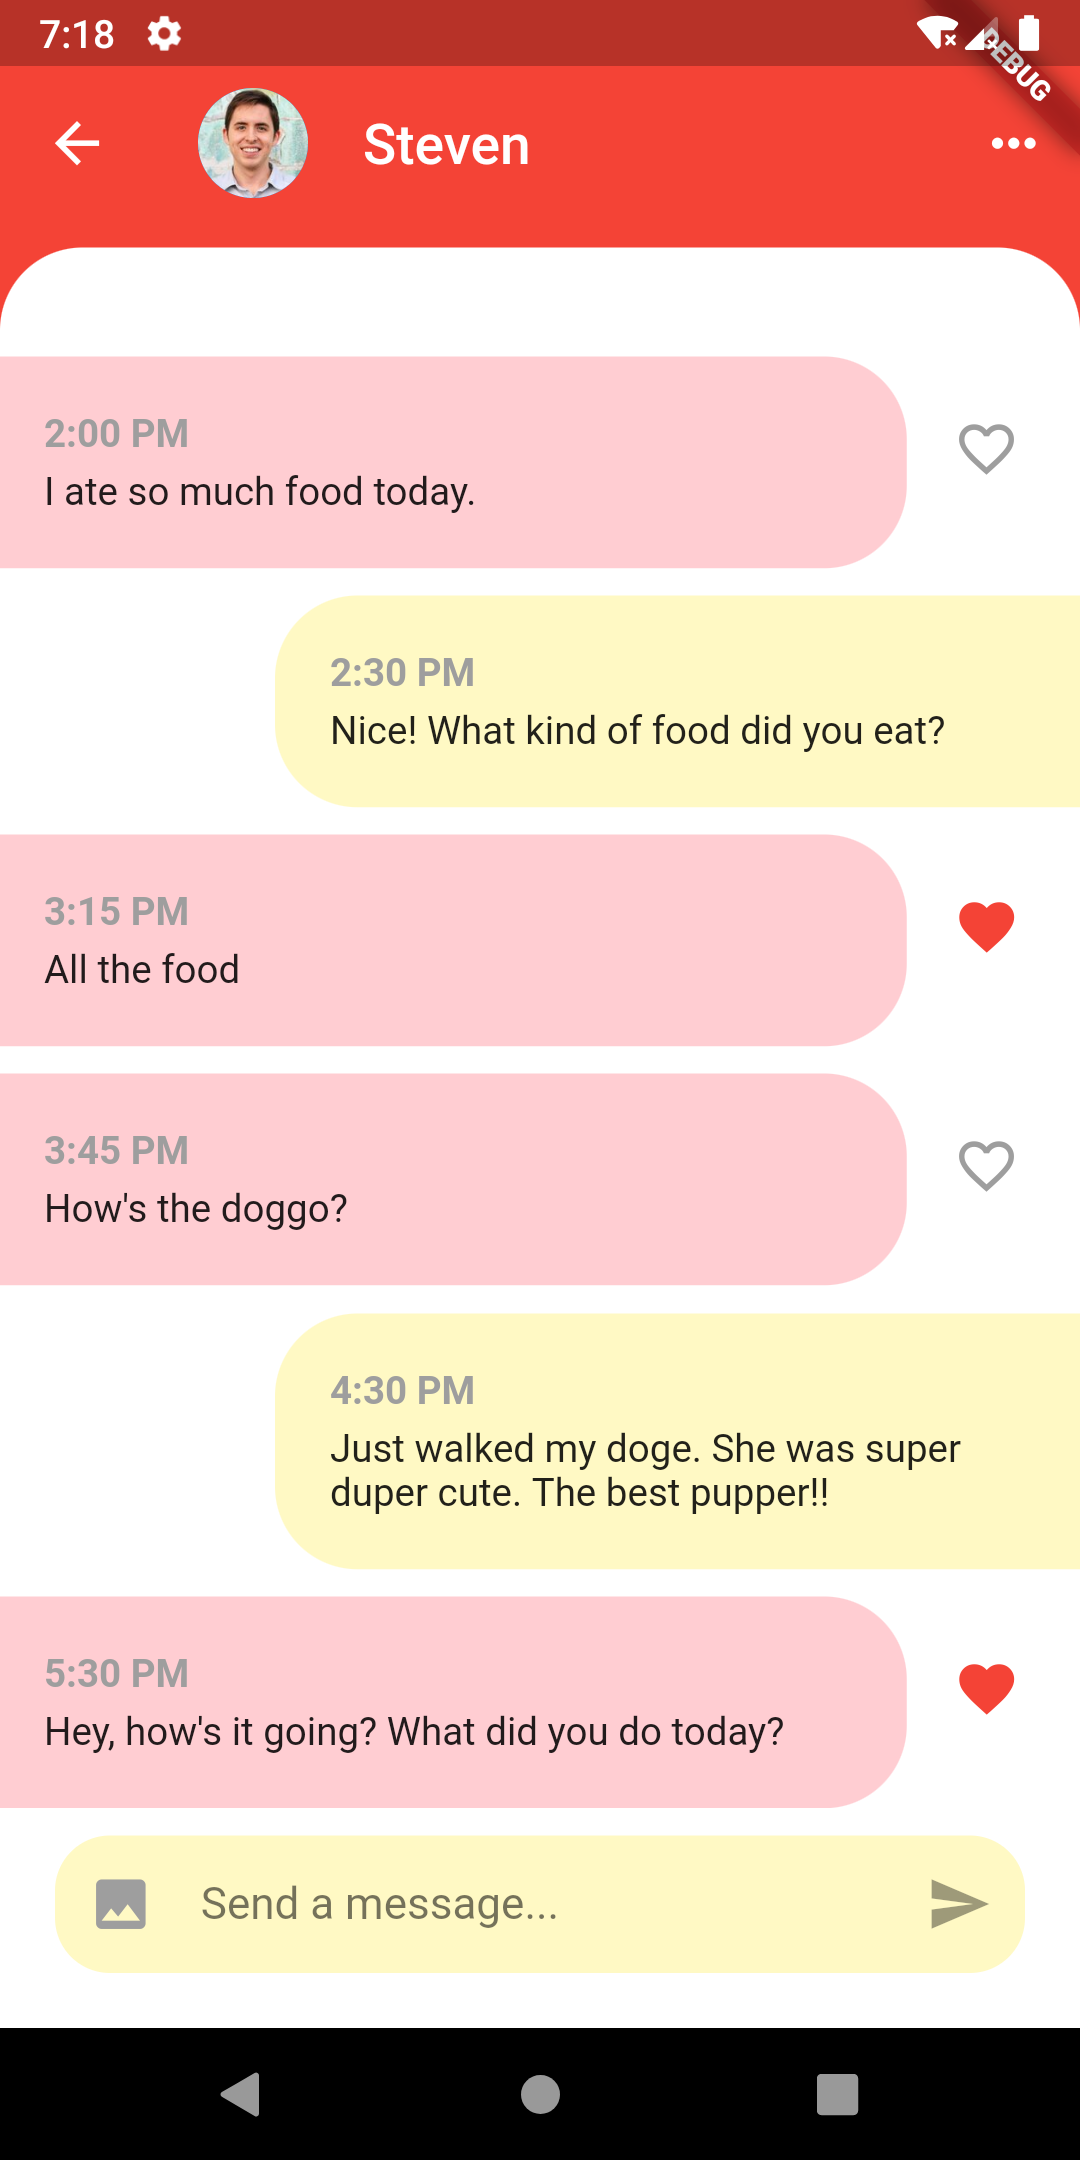 7:18
DEBUG
Steven
2:00 PM
I ate so much food today.
2:30 PM
Nice! What kind of food did you eat?
3:15 PM
All the food
3:45 PM
How's the doggo?
4:30 PM
Just walked my doge. She was super
duper cute. The best pupper!!
5:30 PM
Hey, how's it going? What did you do today?
Send a message...